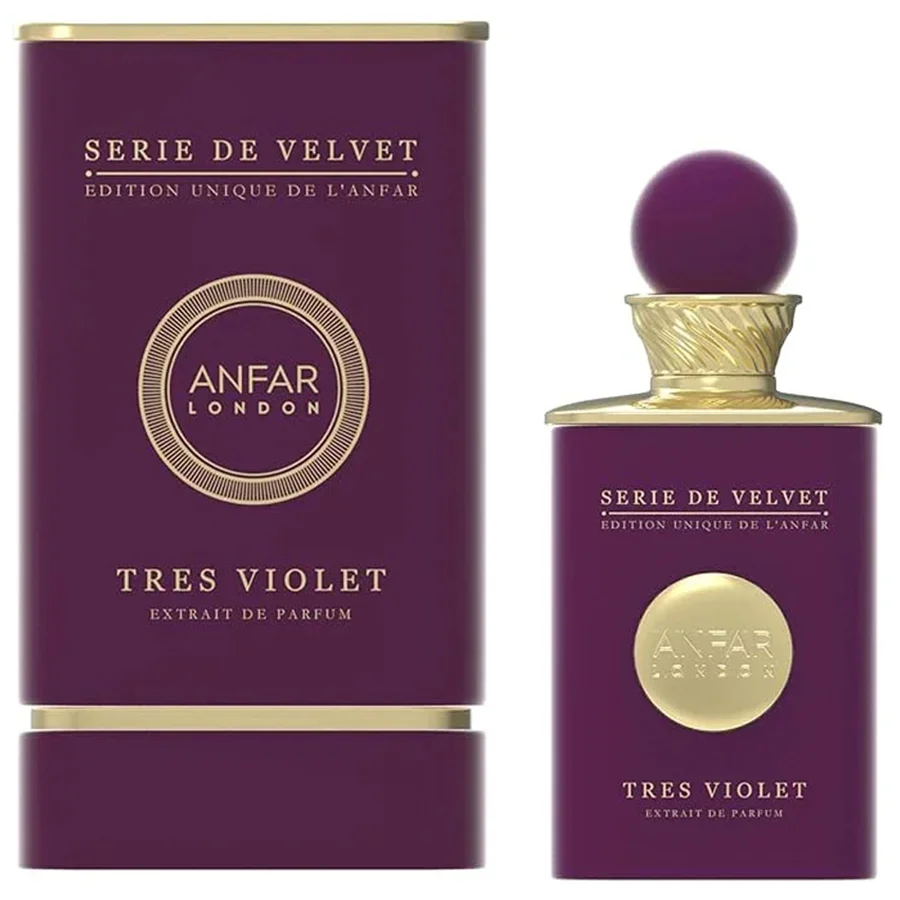 SERIE DE VELVET
EDITION UNIQUE DE L'ANFAR
ANFAR
LONDON
TRES VIOLET
EXTRAIT DE PARFUM
SERIE DE VELVET
EDITION UNIQUE DE L'ANFAR
ANFAR
LONDON
TRES VIOLET
EXTRAIT DE PARFUM